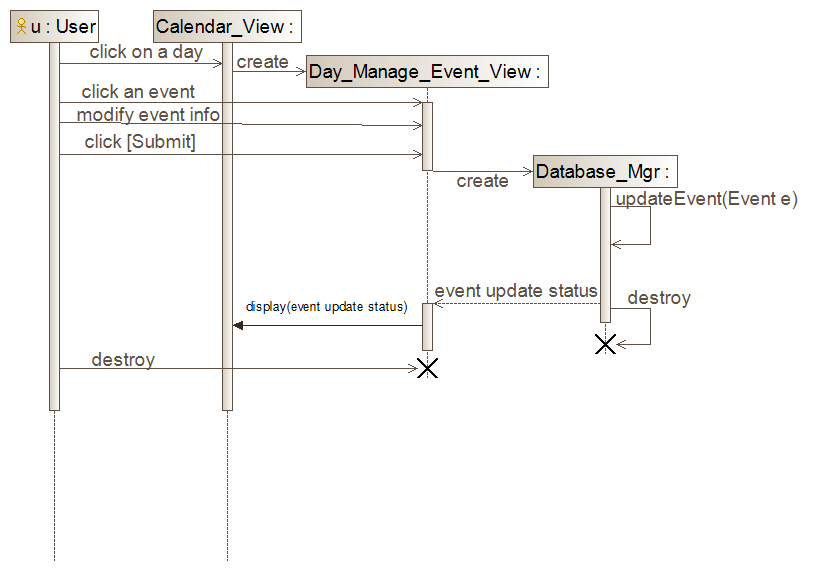 u : User
Calendar_View :
click on a day
create
Day_Manage_Event_View :
click an event
modify event info
click [Submit]
create
Database_Mgr :
updateEvent(Event e)
event update status
destroy
display(event update status)
destroy